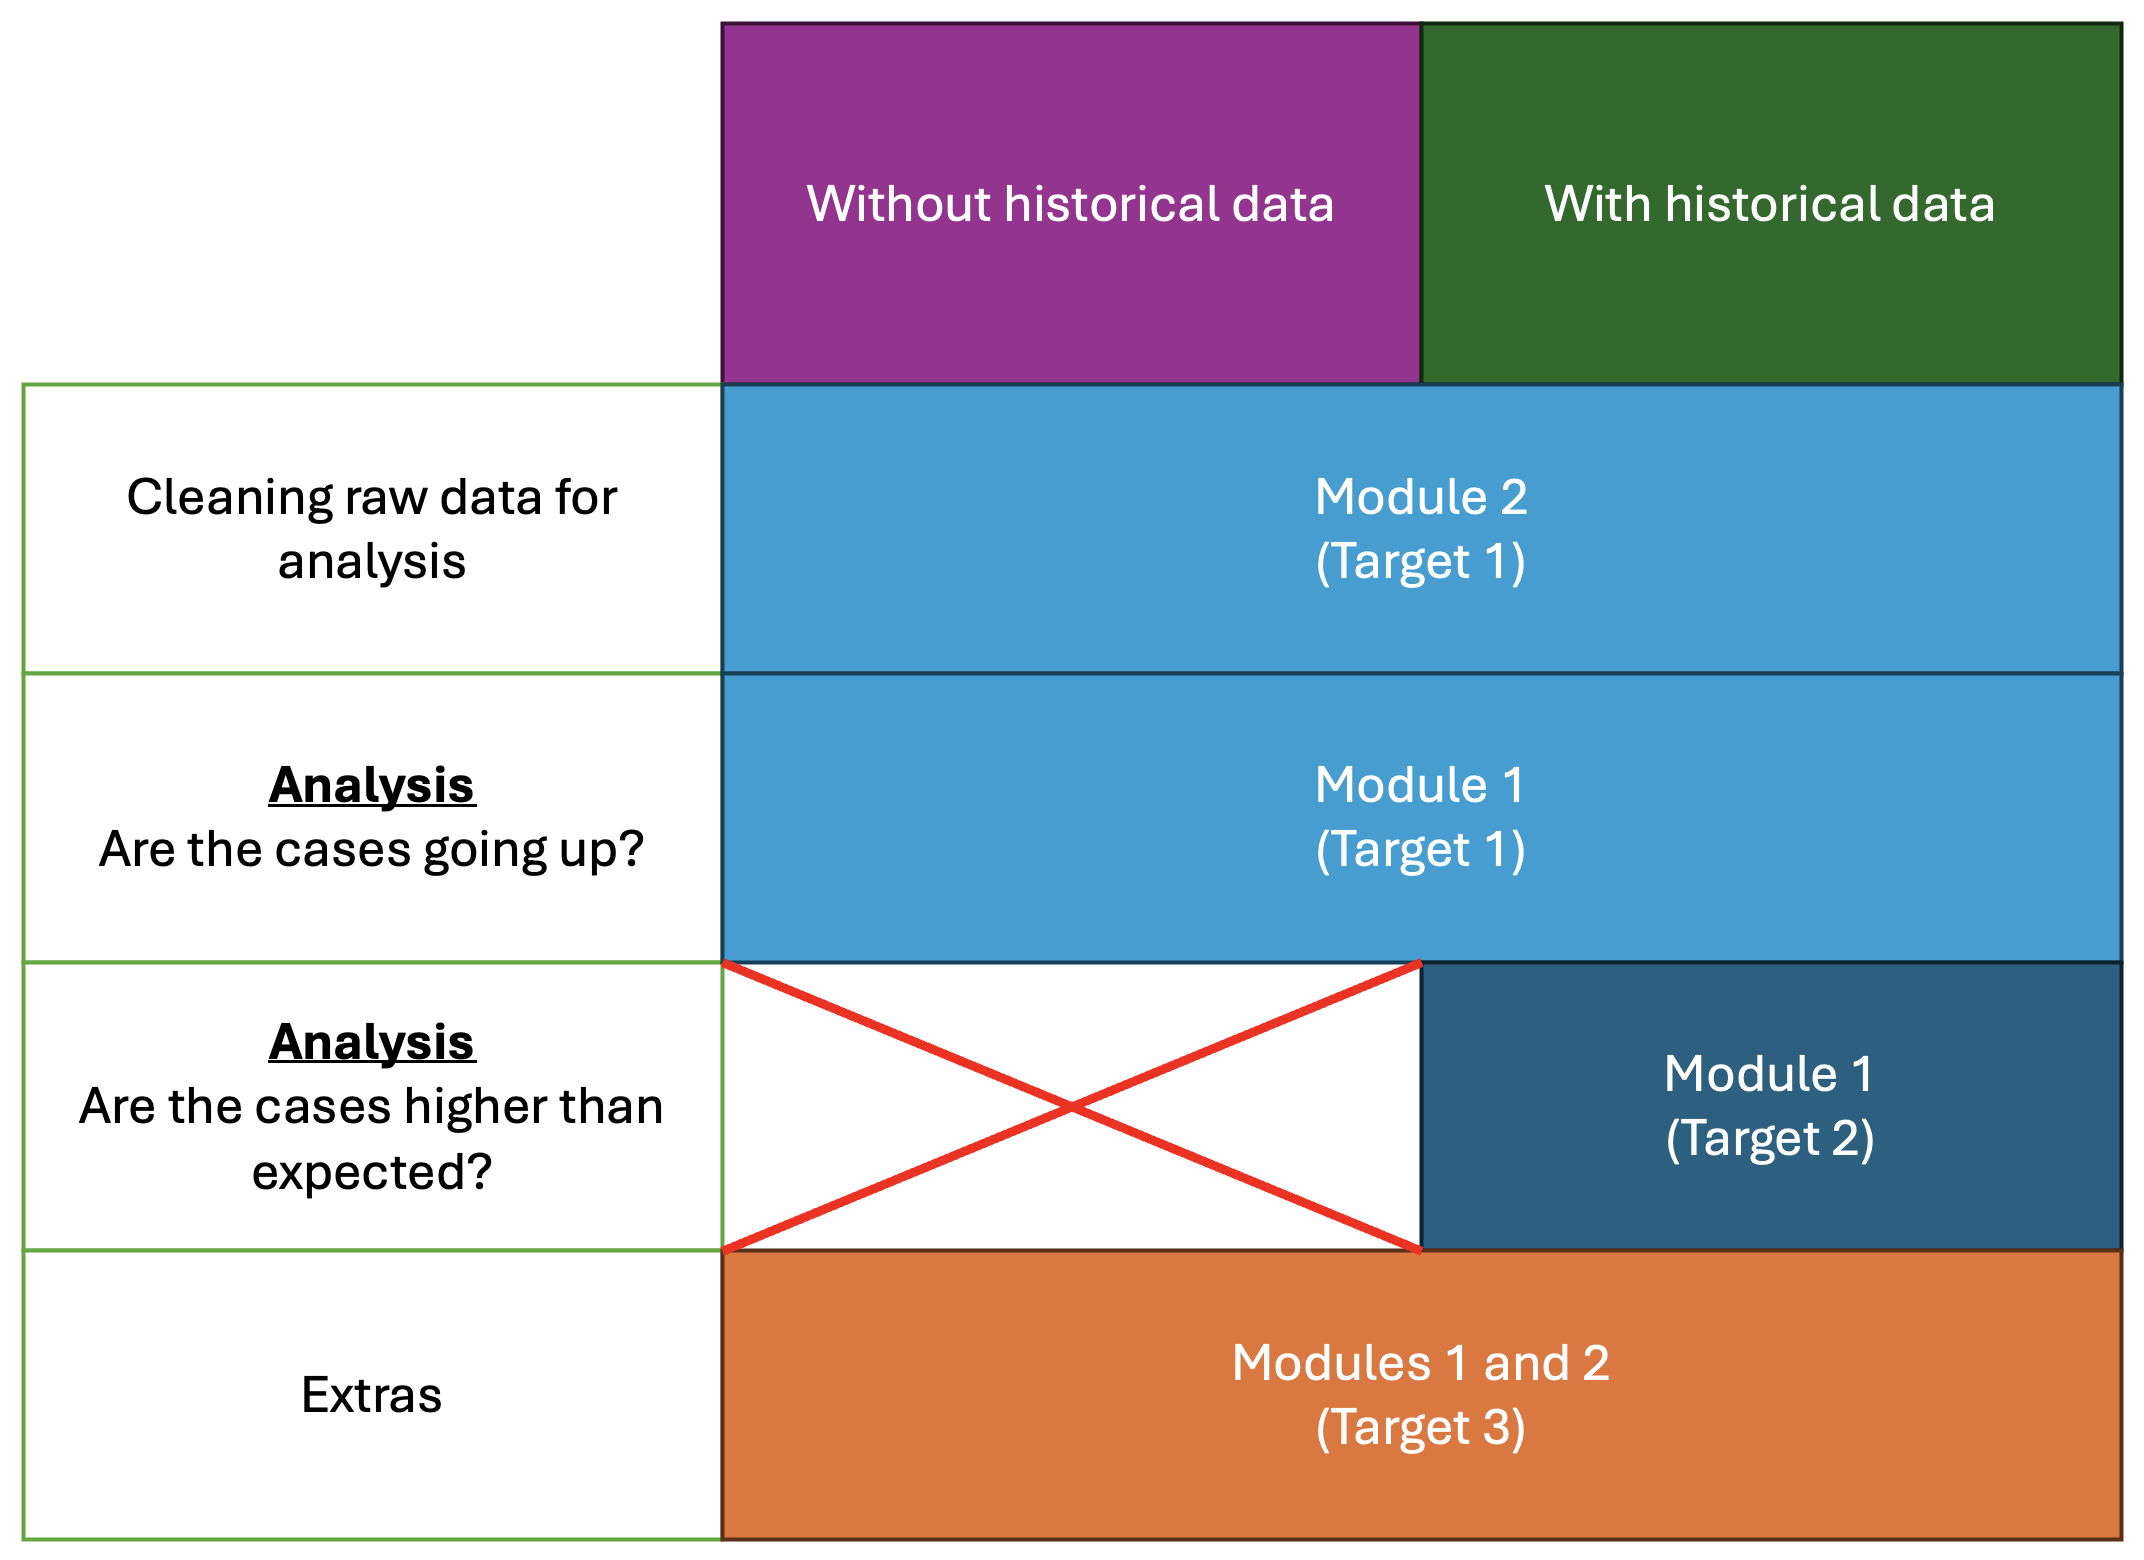 Without historical data
With historical data
Cleaning raw data for
analysis
Module 2
(Target 1)
Analysis
Are the cases going up?
Module 1
(Target 1)
Analysis
Are the cases higher than
expected?
Module 1
(Target 2)
Extras
Modules 1 and 2
(Target 3)